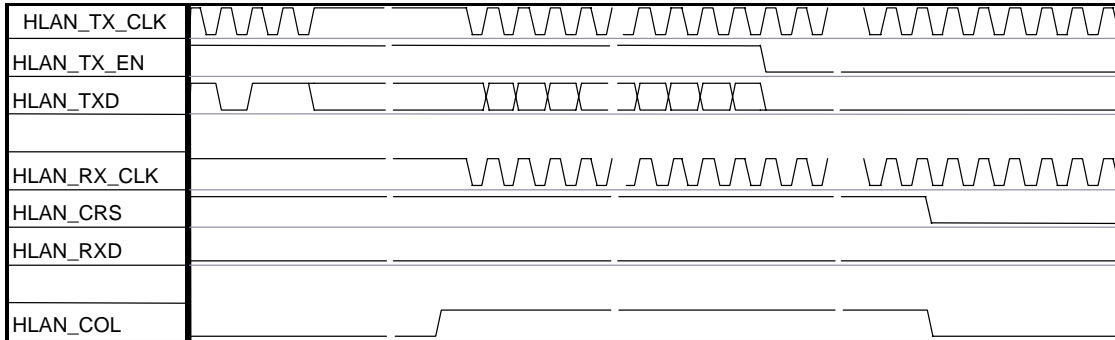 HLAN_TX_CLK
HLAN_TX_EN
HLAN_TXD
HLAN_RX_CLK
HLAN_CRS
HLAN_RXD
HLAN_COL